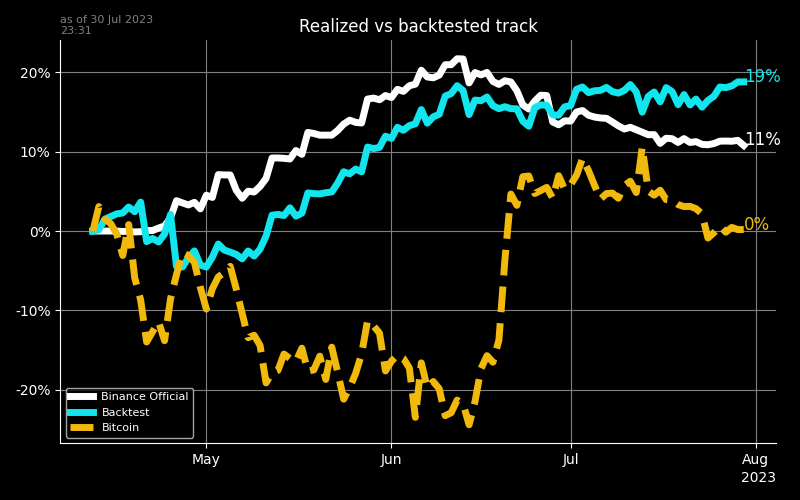 as of 30 Jul 2023
23:31
Realized vs backtested track
20%
10%
0%
-10%
-20%
19%
11%
0%
Binance Official
Backtest
Bitcoin
May
Jun
Jul
Aug
2023